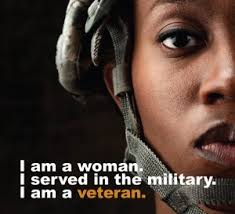 I am a woman.
I served in the military.
I am a veteran.